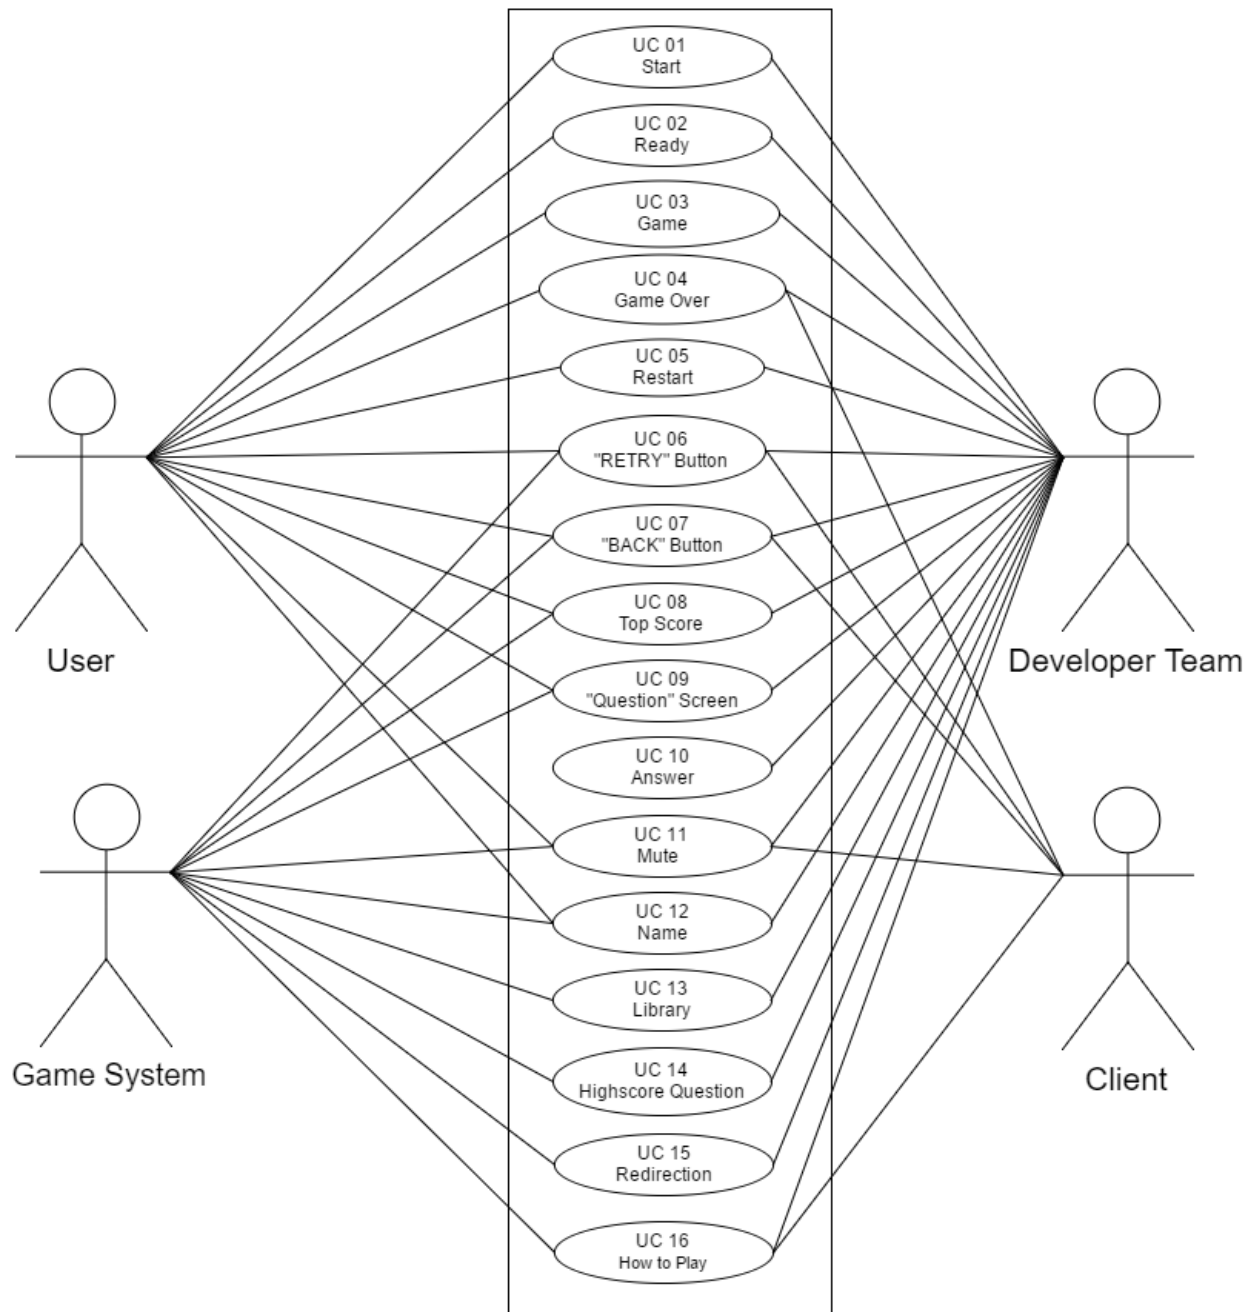 UC 01
Start
UC 02
Ready
UC 03
Game
UC 04
Game Over
UC 05
Restart
UC 06
"RETRY" Button
UC 07
"BACK" Button
UC 08
Top Score
User
Developer Team
UC 09
"Question" Screen
UC 10
Answer
UC 11
Mute
UC 12
Name
UC 13
Library
Game System
Client
UC 14
Highscore Question
UC 15
Redirection
UC 16
How to Play